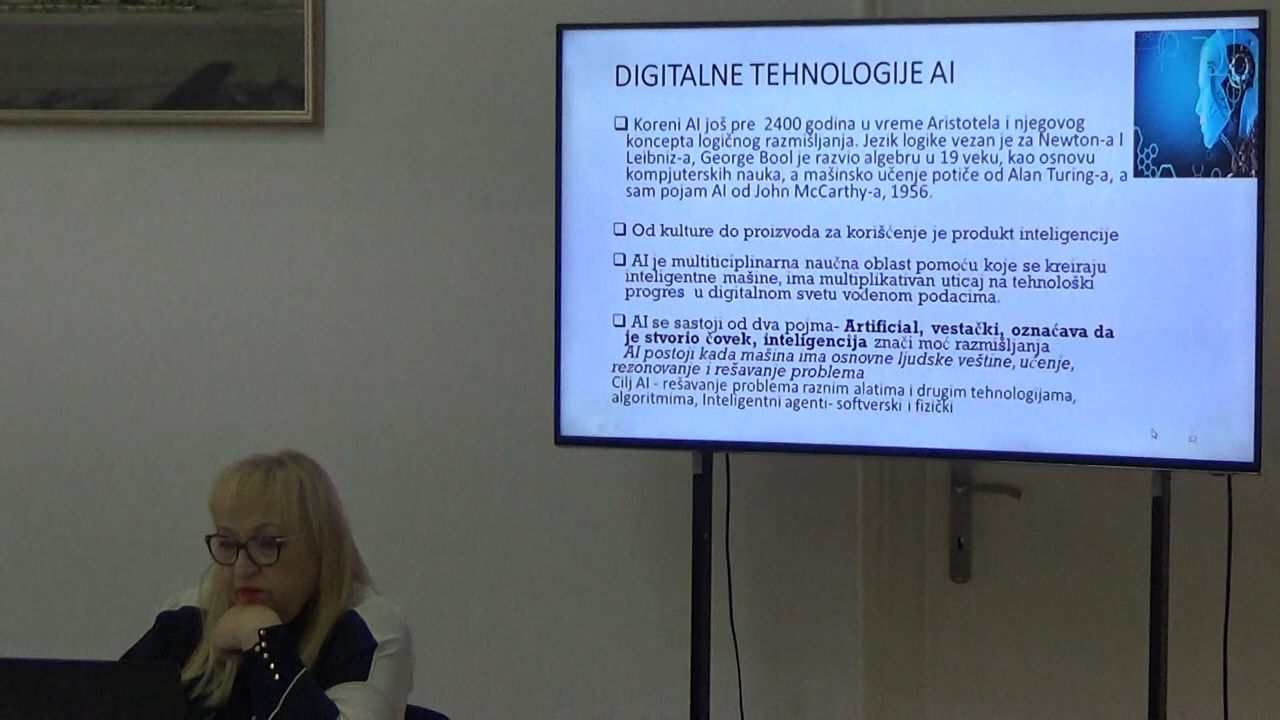 DIGITALNE TEHNOLOGIJE AI
❑ Koreni AI još pre 2400 godina u vreme Aristotela i njegovog
koncepta logičnog razmišljanja. Jezik logike vezan je za Newton-a I
Leibniz-a, George Bool je razvio algebru u 19 veku, kao osnovu
kompjuterskih nauka, a mašinsko učenje potiče od Alan Turing-a, a
sam pojam AI od John McCarthy-a, 1956.
❑ Od kulture do proizvoda za korišćenje je produkt inteligencije
❑ AI je multiticiplinarna naučna oblast pomoću koje se kreiraju
inteligentne mašine, ima multiplikativan uticaj na tehnološki
progres u digitalnom svetu vođenom podacima.
❑ AI se sastoji od dva pojma- Artificial, vestački, označava da
je stvorio čovek, inteligencija znači moć razmišljanja
AI postoji kada mašina ima osnovne ljudske veštine, učenje,
rezonovanje i rešavanje problema
Cilj AI - rešavanje problema raznim alatima i drugim tehnologijama,
algoritmima, Inteligentni agenti- softverski i fizički
12